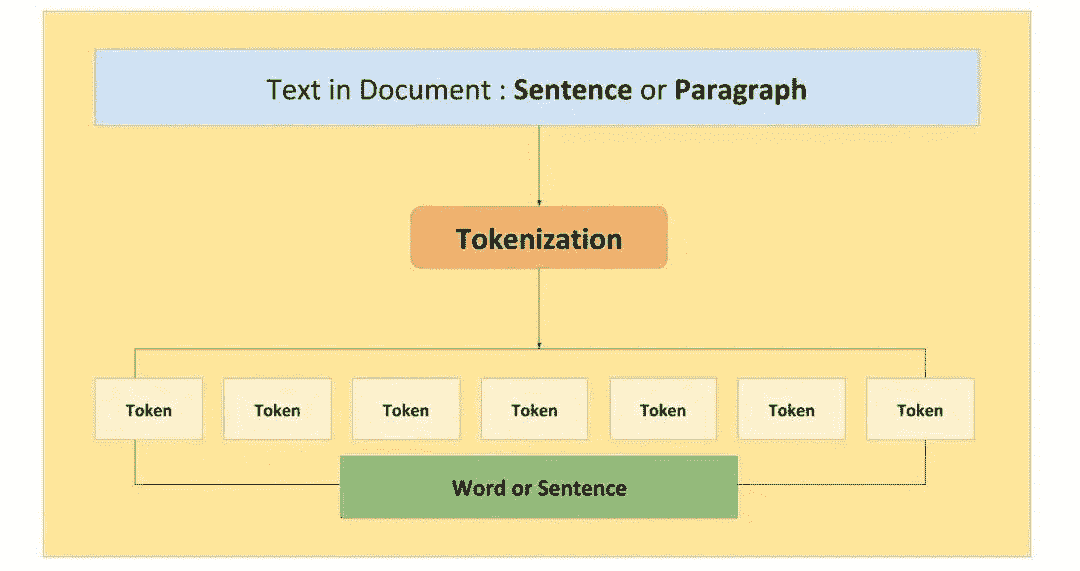 Text in Document : Sentence or Paragraph
Tokenization
Token Token Token Token Token Token Token
Word or Sentence